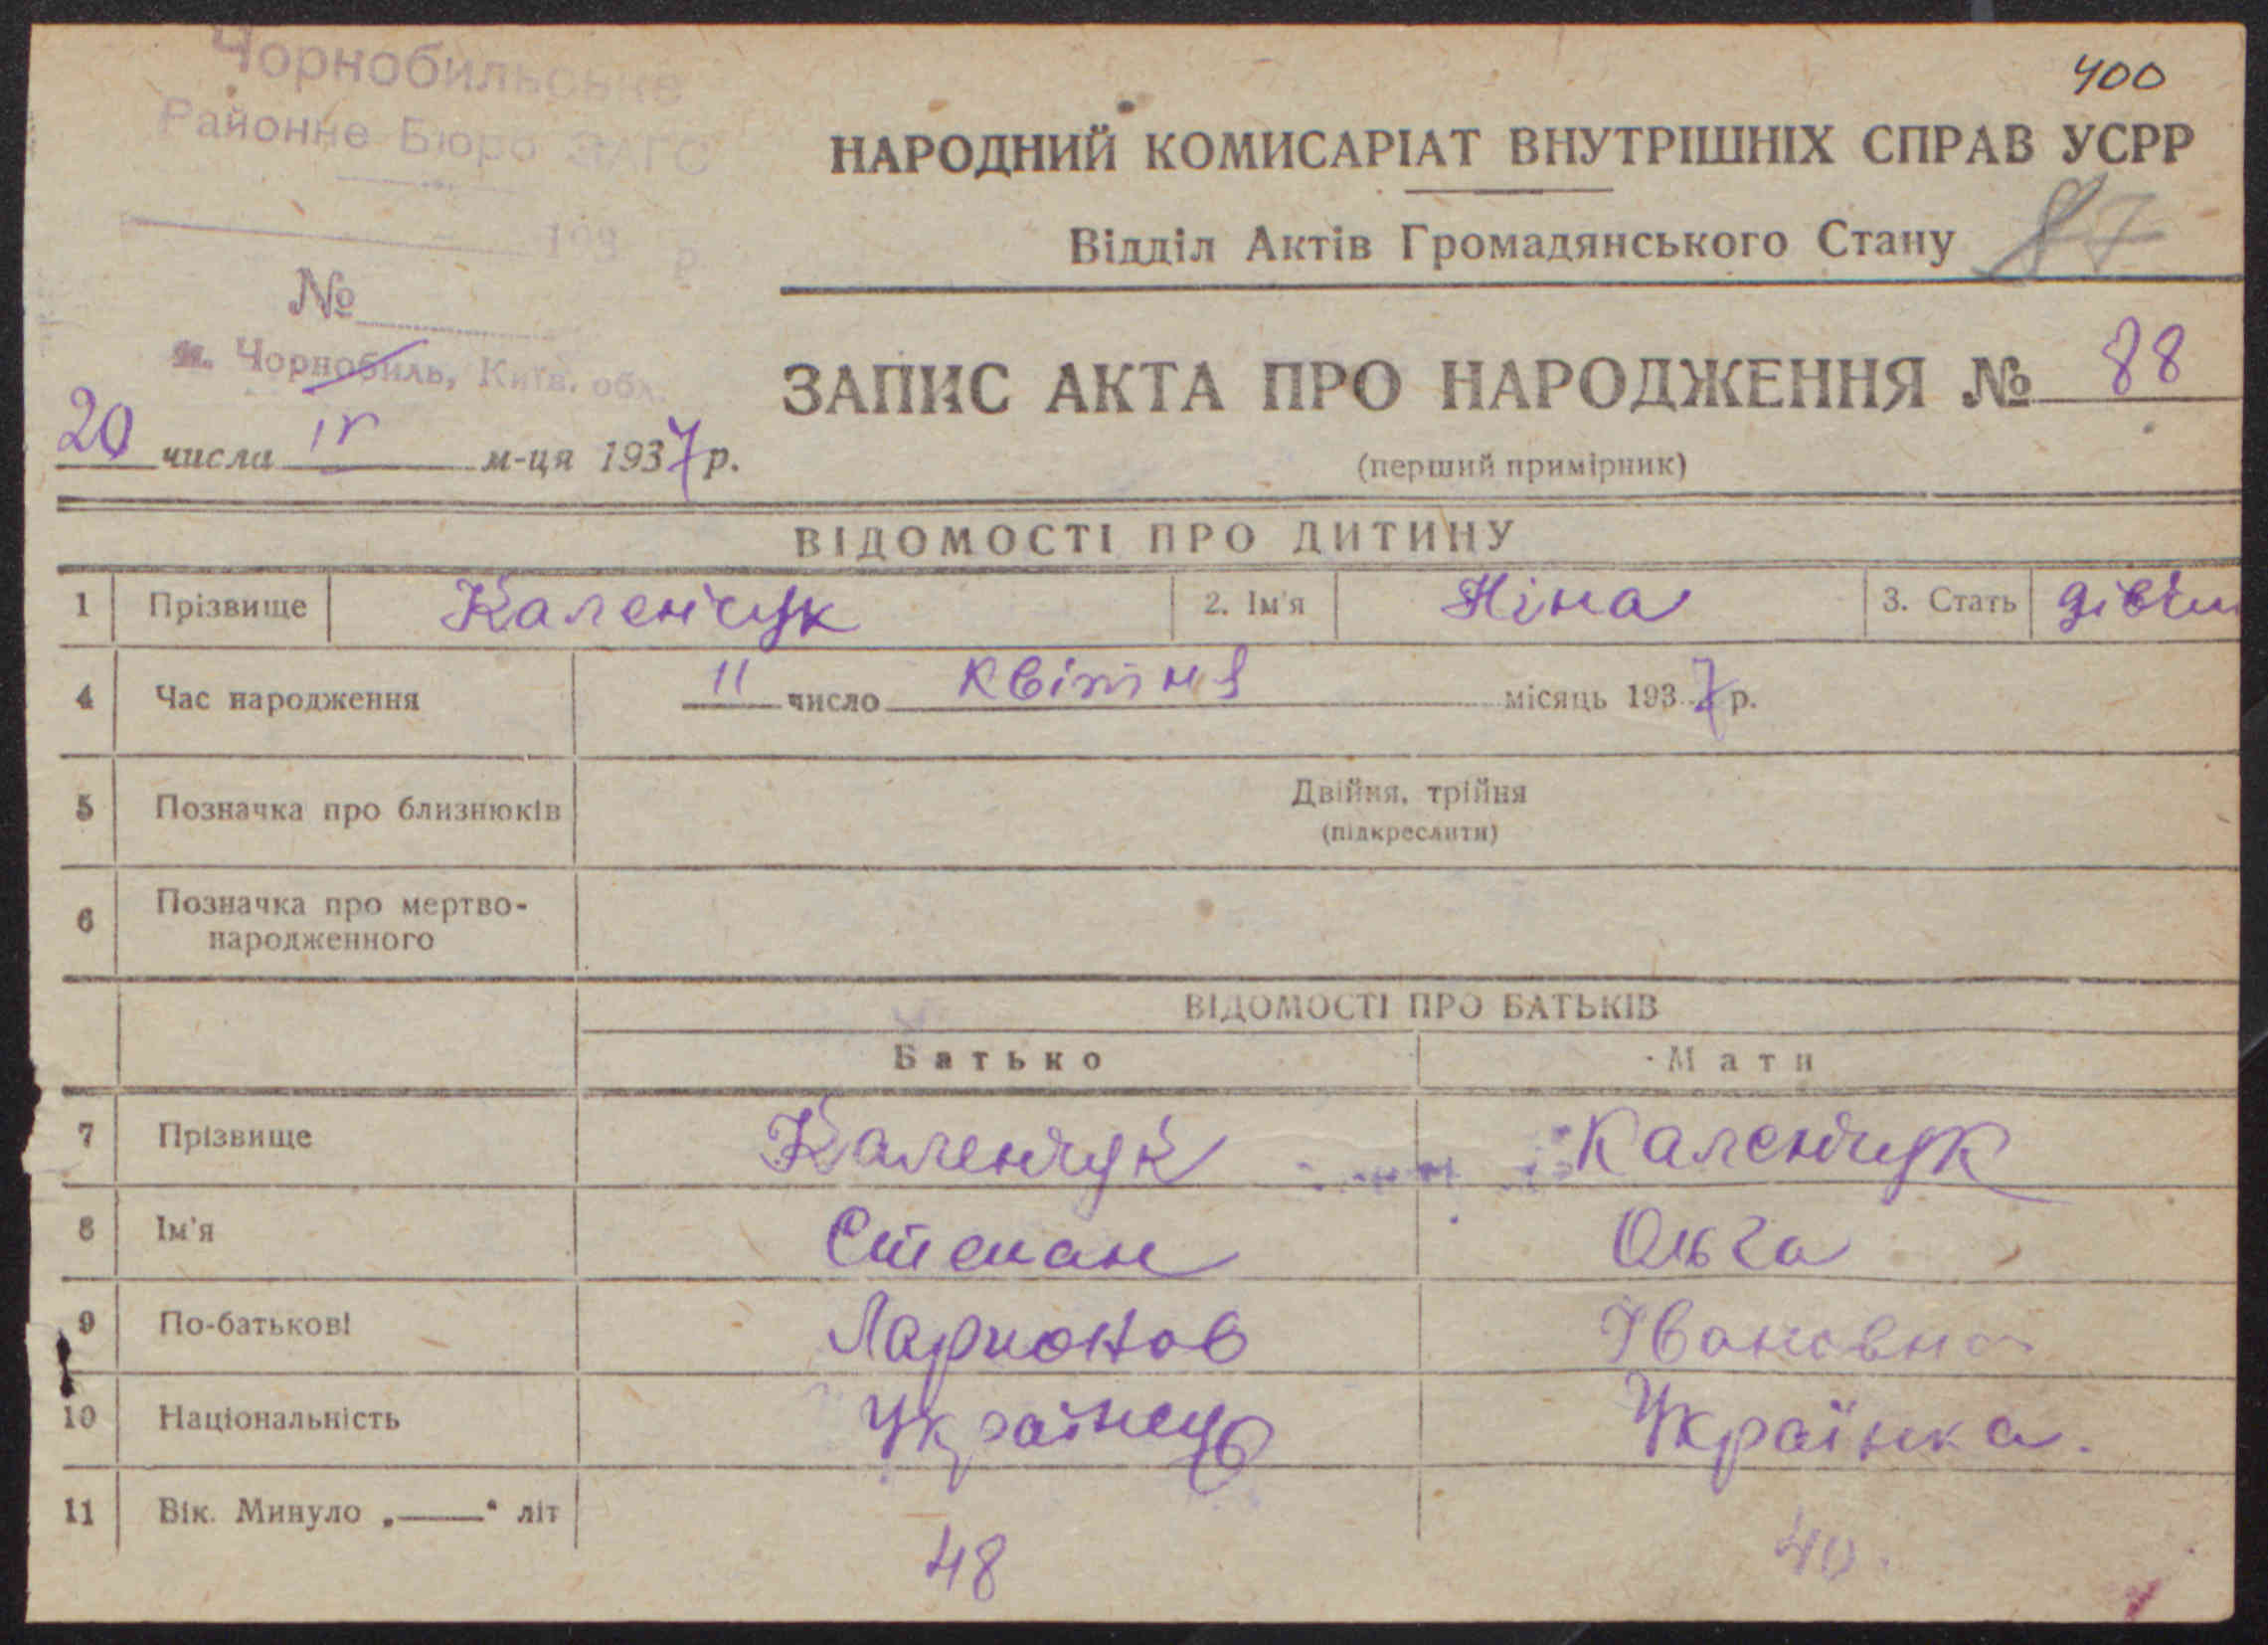 400
Чорнобильське
Районне Бюро ЗАГС
193 р.
№
м. Чорнобиль, Київ. обл.
20 числа IV м-ця 1937 р.
НАРОДНИЙ КОМИСАРІАТ ВНУТРІШНІХ СПРАВ УСРР
Відділ Актів Громадянського Стану 87
ЗАПИС АКТА ПРО НАРОДЖЕННЯ № 88
(перший примірник)
ВІДОМОСТІ ПРО ДИТИНУ
1 Прізвище Каленчук 2. Ім'я Ніна 3. Стать
4 Час народження 11 число Квітня місяць 1937 р.
5 Позначка про близнюків Двійня, трійня
(підкреслити)
6 Позначка про мертво-
народженного
ВІДОМОСТІ ПРО БАТЬКІВ
Батько Мати
7 Прізвище Каленчук Каленчук
8 Ім'я Степан Ольга
9 По-батькові Ларионов Івановна
10 Національність Українець Українка.
11 Вік. Минуло „——“ літ 48 40.